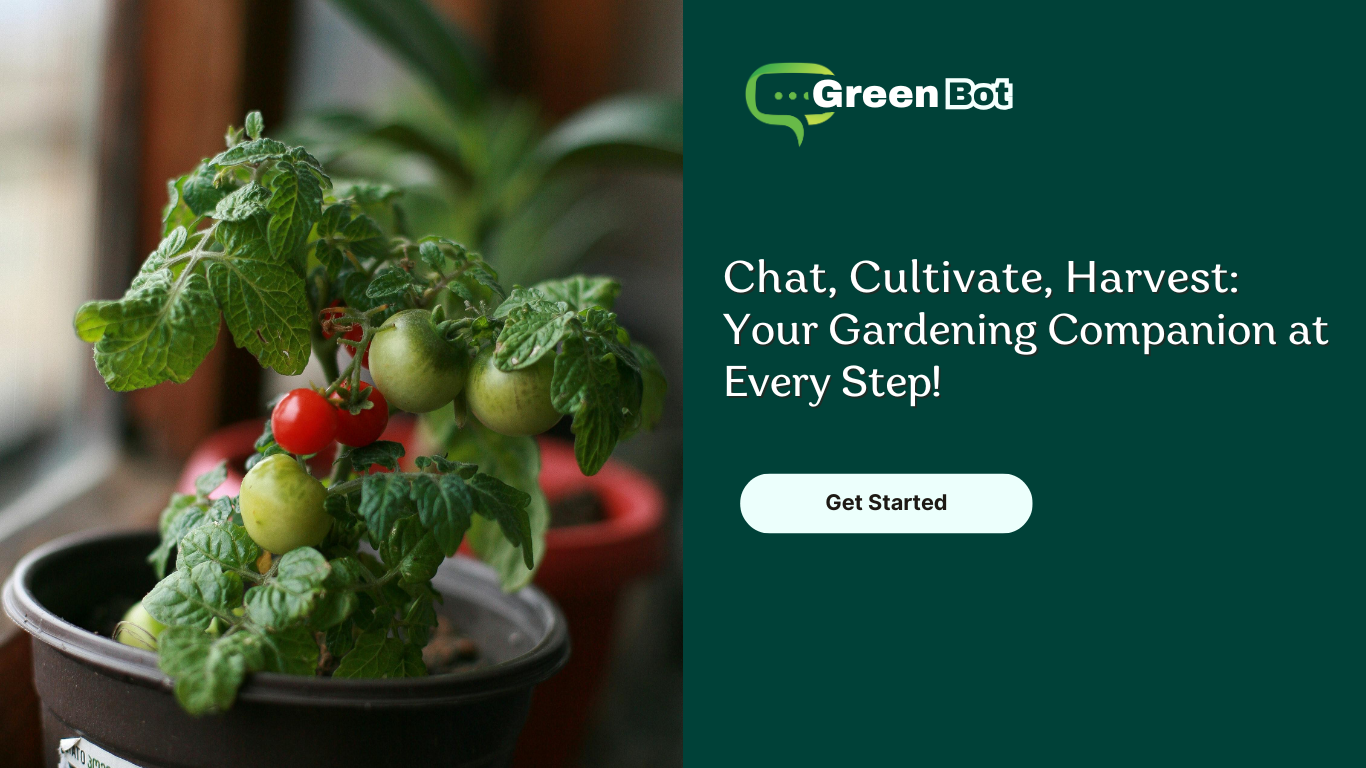 Green Bot
Chat, Cultivate, Harvest:
Your Gardening Companion at
Every Step!
Get Started